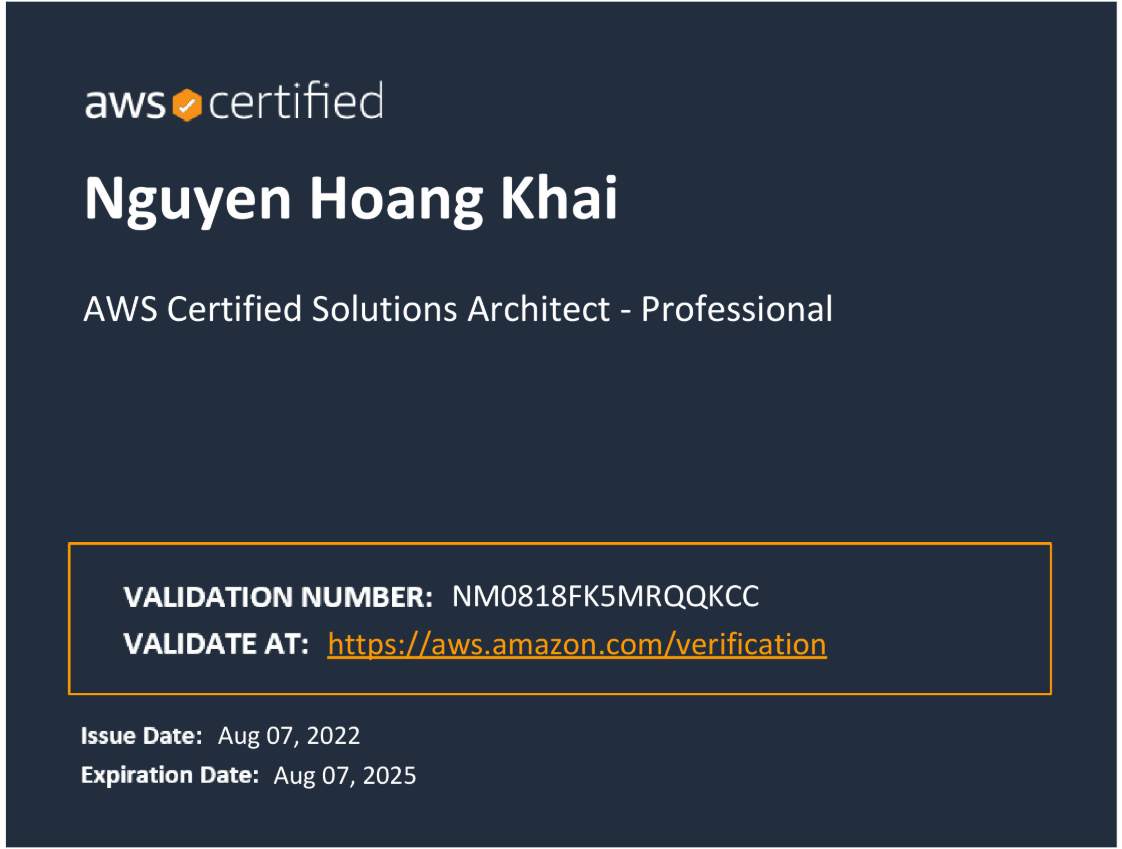 aws certified
Nguyen Hoang Khai
AWS Certified Solutions Architect - Professional
VALIDATION NUMBER: NM0818FK5MRQQKCC
VALIDATE AT: https://aws.amazon.com/verification
Issue Date: Aug 07, 2022
Expiration Date: Aug 07, 2025